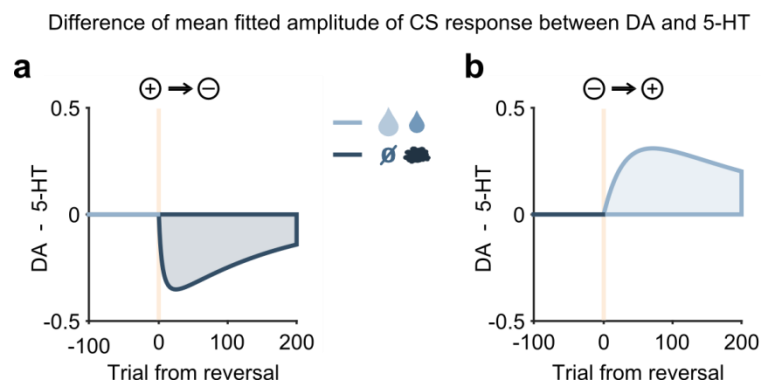 Difference of mean fitted amplitude of CS response between DA and 5-HT
a
+ → −
0.5
0
-0.5
DA - 5-HT
-100 0 100 200
Trial from reversal
Ø
b
− → +
0.5
0
-0.5
DA - 5-HT
-100 0 100 200
Trial from reversal